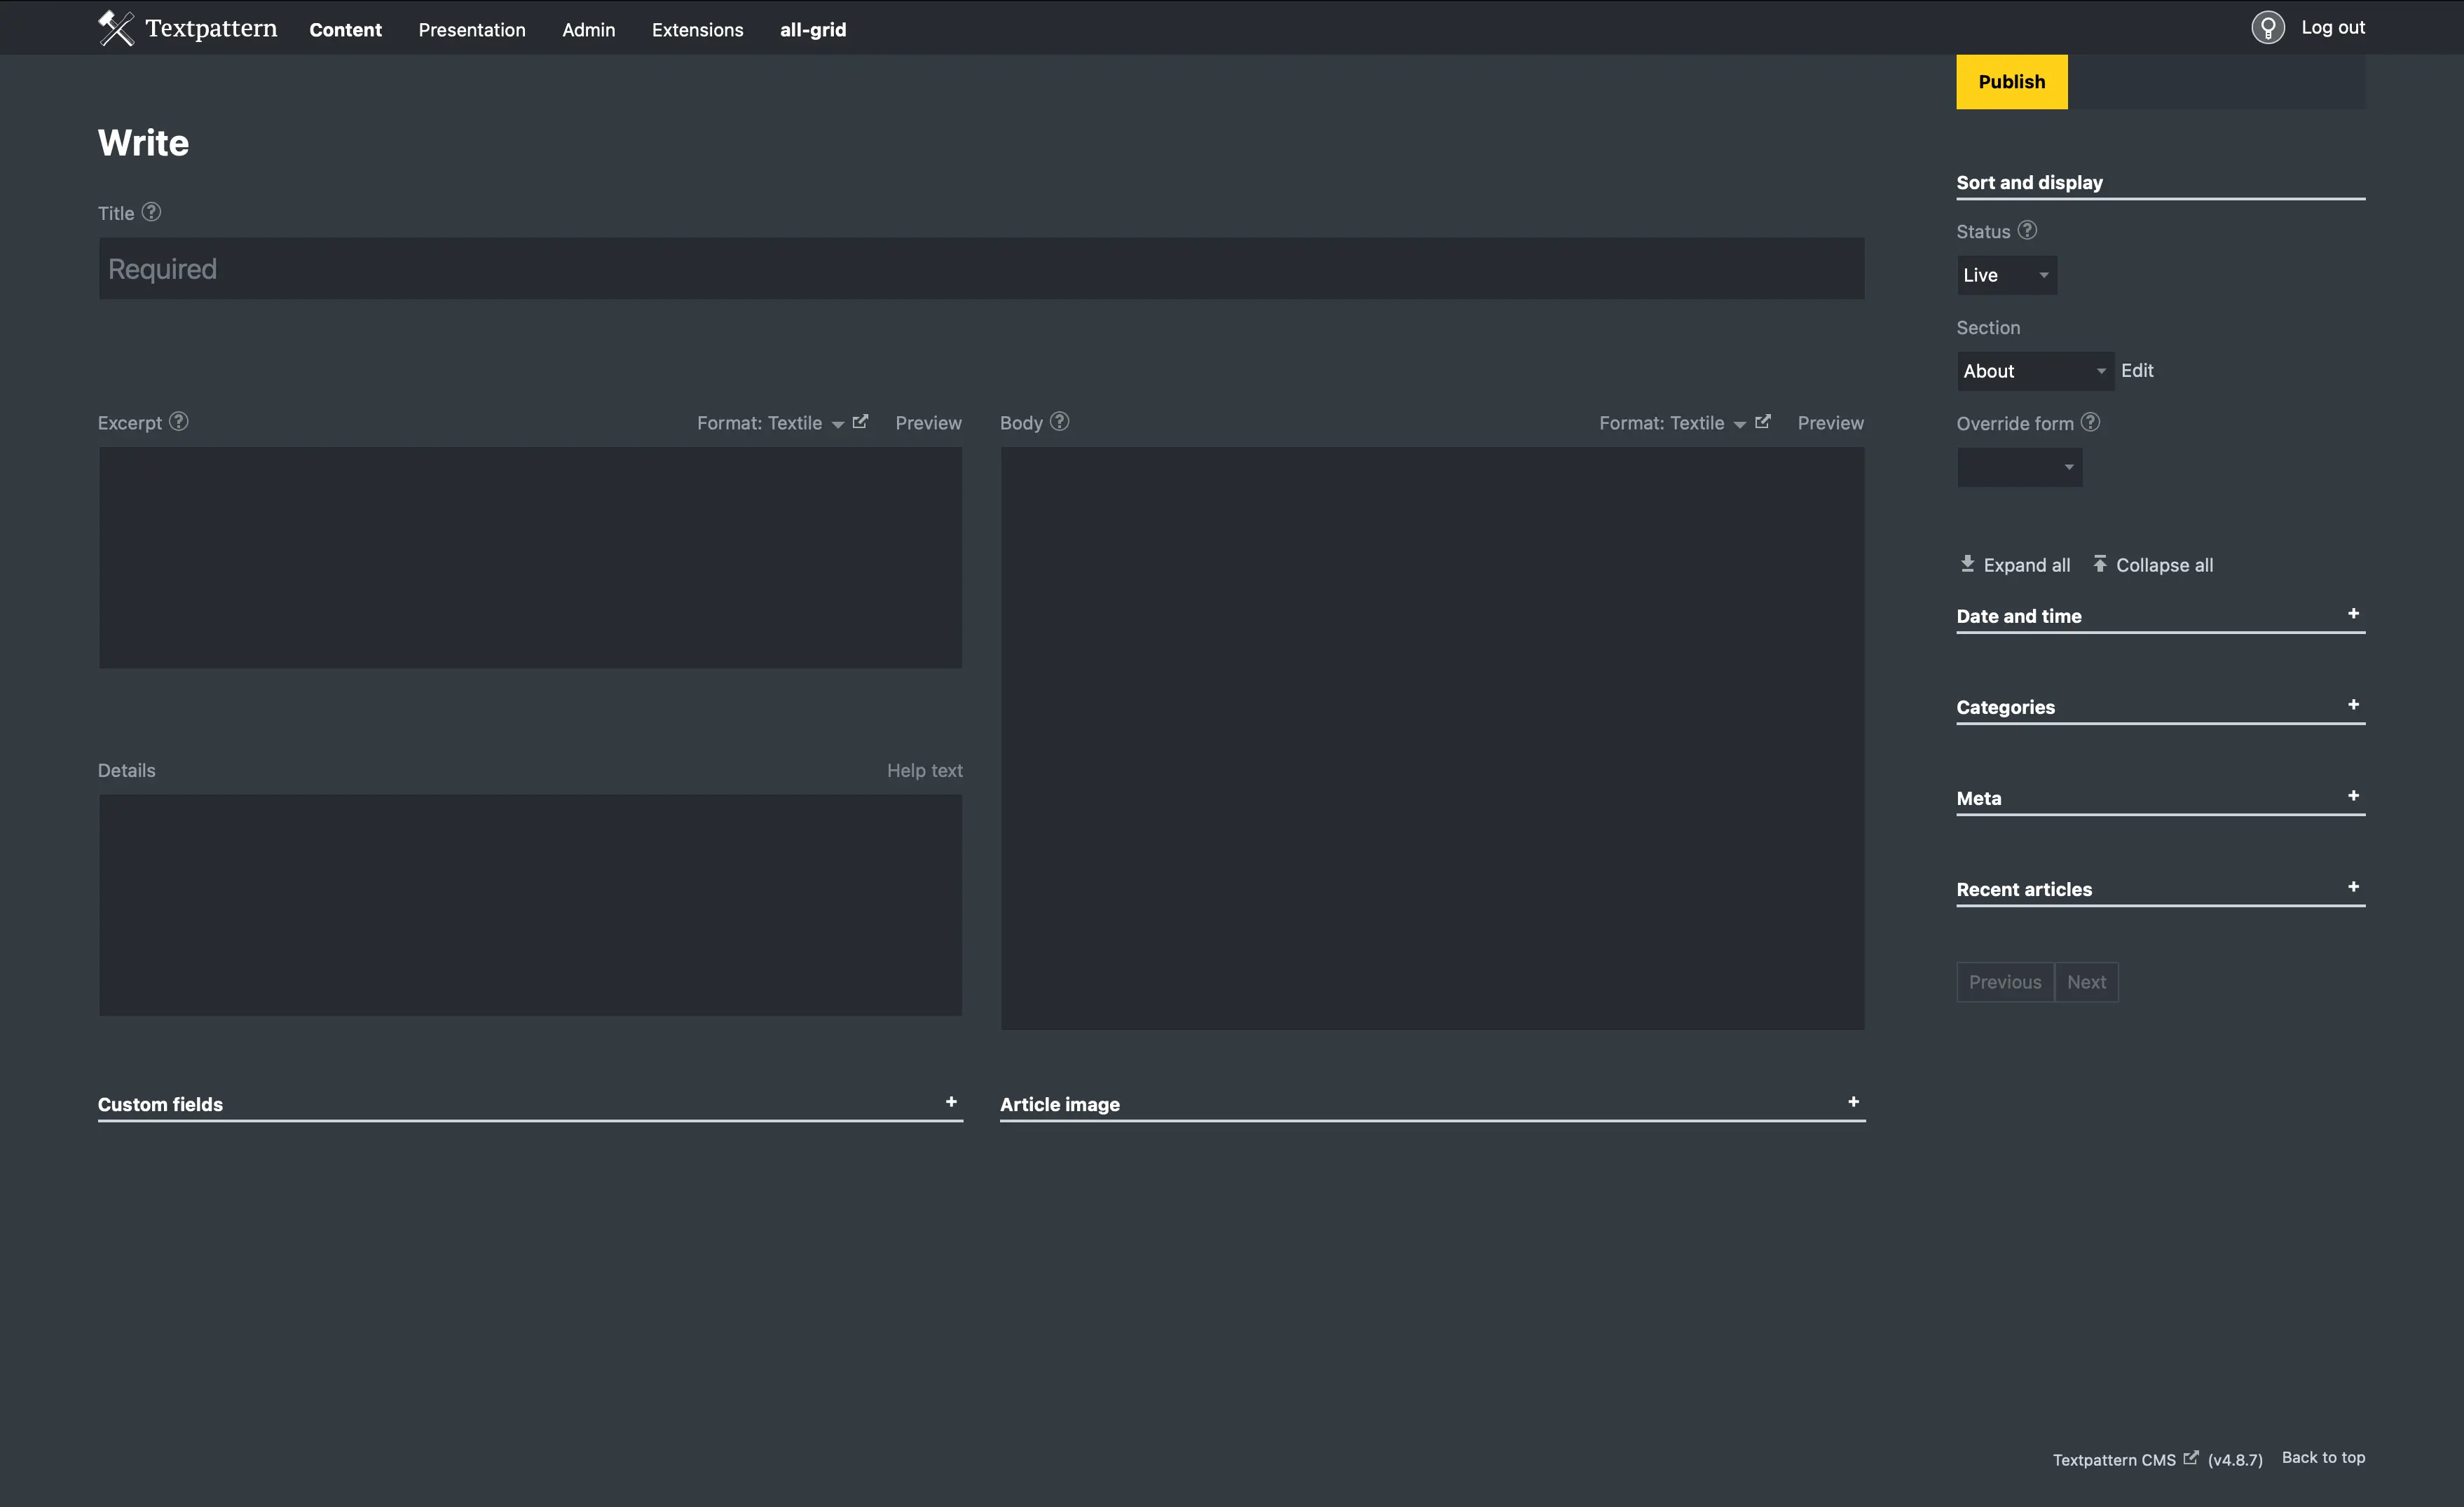 Textpattern Content Presentation Admin Extensions all-grid Log out
Publish
Write
Title
Required
Excerpt Format: Textile Preview
Body Format: Textile Preview
Details Help text
Custom fields +
Article image +
Sort and display
Status
Live
Section
About Edit
Override form
Expand all Collapse all
Date and time +
Categories +
Meta +
Recent articles +
Previous Next
Textpattern CMS (v4.8.7) Back to top